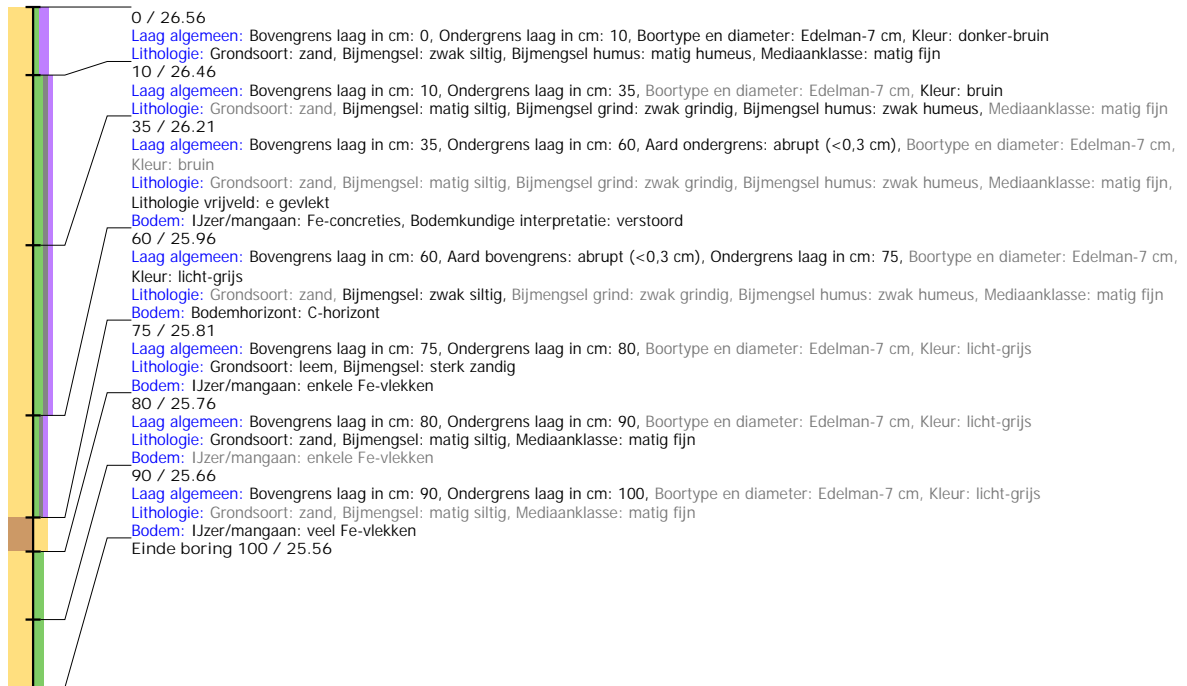 0 / 26.56
Laag algemeen: Bovengrens laag in cm: 0, Ondergrens laag in cm: 10, Boortype en diameter: Edelman-7 cm, Kleur: donker-bruin
Lithologie: Grondsoort: zand, Bijmengsel: zwak siltig, Bijmengsel humus: matig humeus, Mediaanklasse: matig fijn
10 / 26.46
Laag algemeen: Bovengrens laag in cm: 10, Ondergrens laag in cm: 35, Boortype en diameter: Edelman-7 cm, Kleur: bruin
Lithologie: Grondsoort: zand, Bijmengsel: matig siltig, Bijmengsel grind: zwak grindig, Bijmengsel humus: zwak humeus, Mediaanklasse: matig fijn
35 / 26.21
Laag algemeen: Bovengrens laag in cm: 35, Ondergrens laag in cm: 60, Aard ondergrens: abrupt (<0,3 cm), Boortype en diameter: Edelman-7 cm,
Kleur: bruin
Lithologie: Grondsoort: zand, Bijmengsel: matig siltig, Bijmengsel grind: zwak grindig, Bijmengsel humus: zwak humeus, Mediaanklasse: matig fijn,
Lithologie vrijveld: e gevlekt
Bodem: IJzer/mangaan: Fe-concreties, Bodemkundige interpretatie: verstoord
60 / 25.96
Laag algemeen: Bovengrens laag in cm: 60, Aard bovengrens: abrupt (<0,3 cm), Ondergrens laag in cm: 75, Boortype en diameter: Edelman-7 cm,
Kleur: licht-grijs
Lithologie: Grondsoort: zand, Bijmengsel: zwak siltig, Bijmengsel grind: zwak grindig, Bijmengsel humus: zwak humeus, Mediaanklasse: matig fijn
Bodem: Bodemhorizont: C-horizont
75 / 25.81
Laag algemeen: Bovengrens laag in cm: 75, Ondergrens laag in cm: 80, Boortype en diameter: Edelman-7 cm, Kleur: licht-grijs
Lithologie: Grondsoort: leem, Bijmengsel: sterk zandig
Bodem: IJzer/mangaan: enkele Fe-vlekken
80 / 25.76
Laag algemeen: Bovengrens laag in cm: 80, Ondergrens laag in cm: 90, Boortype en diameter: Edelman-7 cm, Kleur: licht-grijs
Lithologie: Grondsoort: zand, Bijmengsel: matig siltig, Mediaanklasse: matig fijn
Bodem: IJzer/mangaan: enkele Fe-vlekken
90 / 25.66
Laag algemeen: Bovengrens laag in cm: 90, Ondergrens laag in cm: 100, Boortype en diameter: Edelman-7 cm, Kleur: licht-grijs
Lithologie: Grondsoort: zand, Bijmengsel: matig siltig, Mediaanklasse: matig fijn
Bodem: IJzer/mangaan: veel Fe-vlekken
Einde boring 100 / 25.56